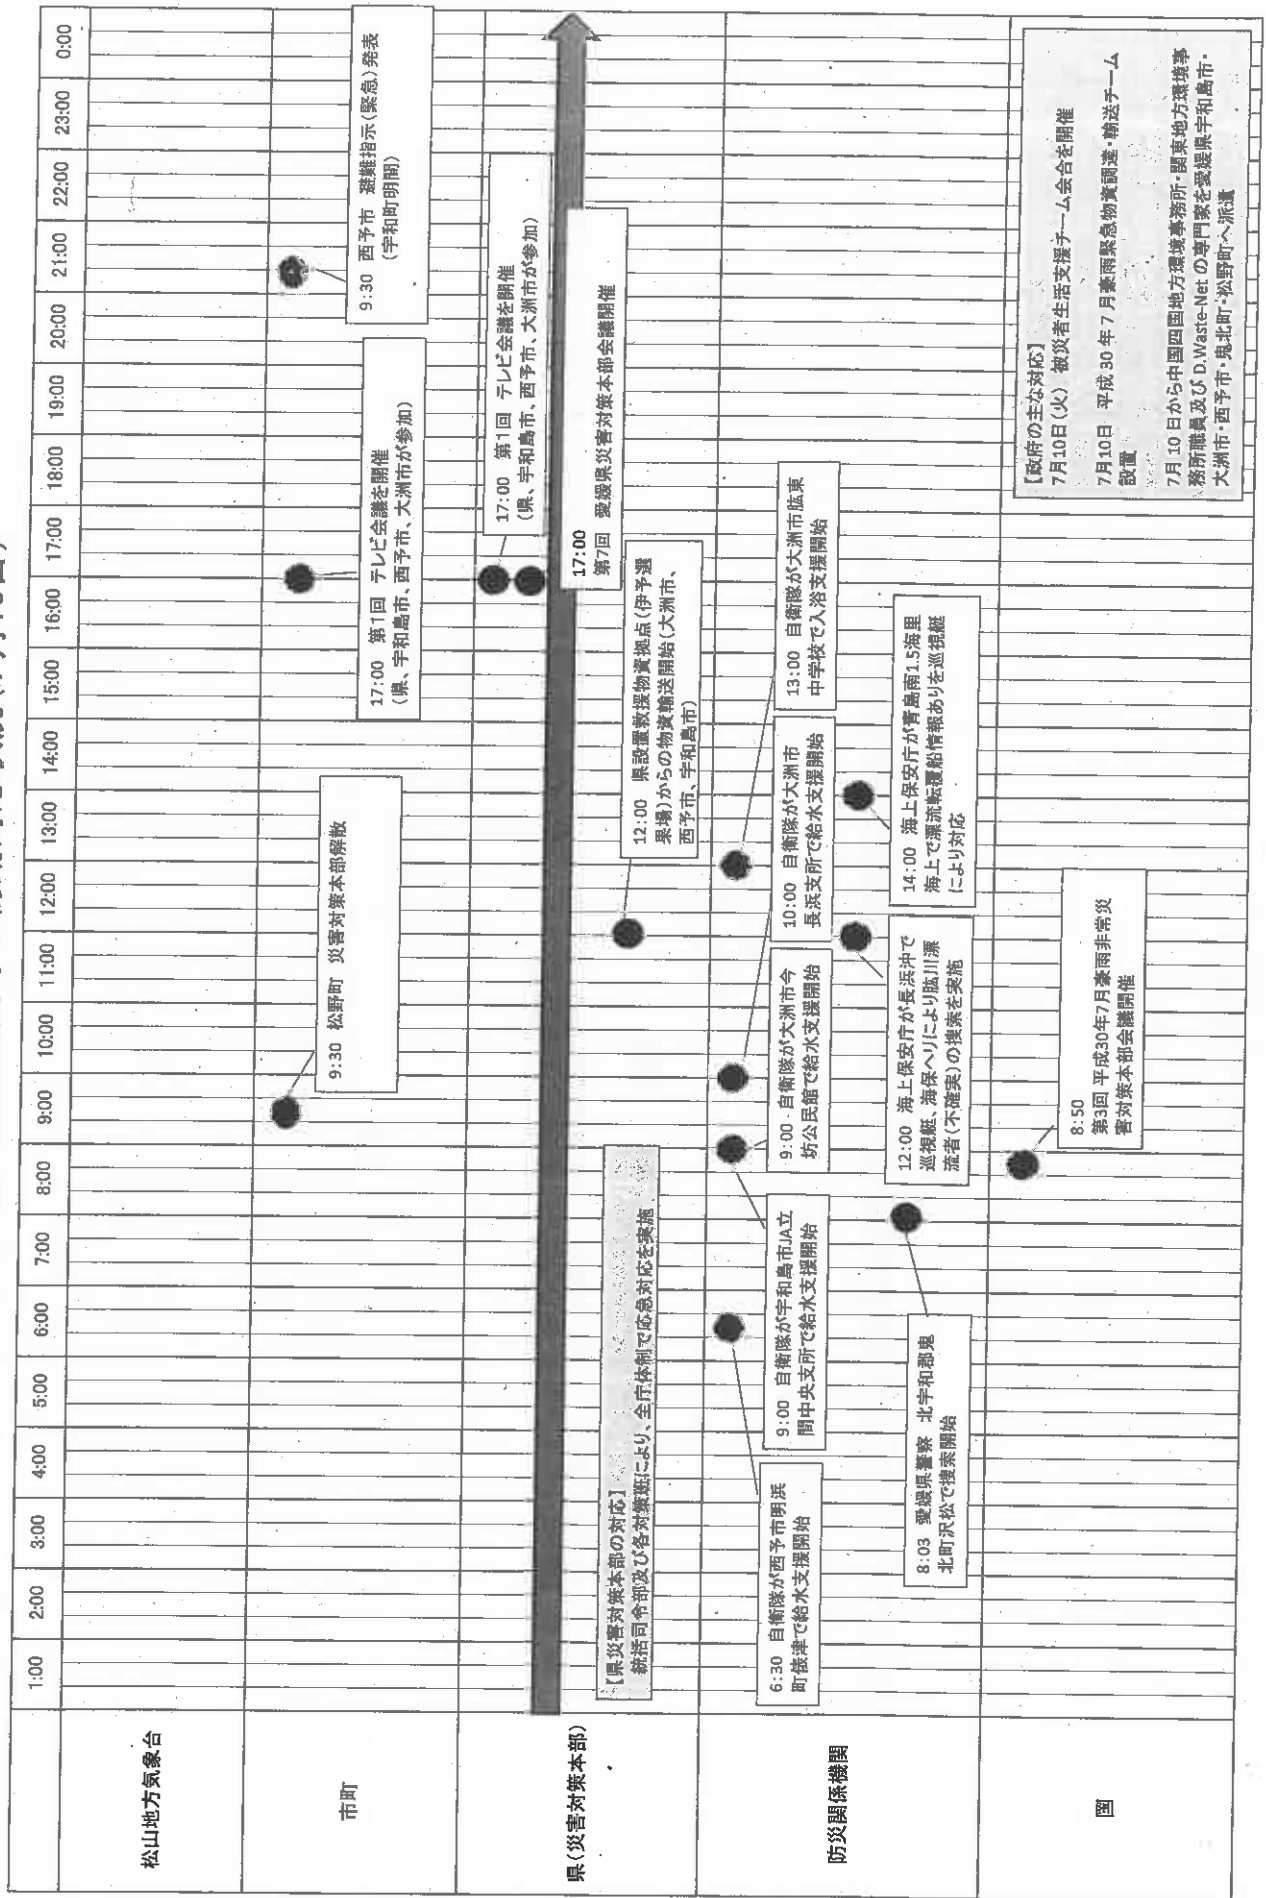 1:00
2:00
3:00
4:00
5:00
6:00
7:00
8:00
9:00
10:00
11:00
12:00
13:00
14:00
15:00
16:00
17:00
18:00
19:00
20:00
21:00
22:00
23:00
0:00
松山地方気象台
市町
9:30 松野町 災害対策本部解散
17:00 第1回 テレビ会議を開催
(県、宇和島市、西予市、大洲市が参加)
9:30 西予市 避難指示(緊急)発表
(宇和町明間)
県(災害対策本部)
【県災害対策本部の対応】
統括司令部及び各対策班により、全庁体制で応急対応を実施
12:00 県設置救援物資拠点(伊予選
果場)からの物資輸送開始(大洲市、
西予市、宇和島市)
17:00 第1回 テレビ会議を開催
(県、宇和島市、西予市、大洲市が参加)
17:00
第7回 愛媛県災害対策本部会議開催
防災関係機関
6:30 自衛隊が西予市明浜
町俵津で給水支援開始
9:00 自衛隊が宇和島市JA立
間中央支所で給水支援開始
9:00 自衛隊が大洲市今
坊公民館で給水支援開始
10:00 自衛隊が大洲市
長浜支所で給水支援開始
13:00 自衛隊が大洲市肱東
中学校で入浴支援開始
8:03 愛媛県警察 北宇和郡鬼
北町沢松で捜索開始
12:00 海上保安庁が長浜沖で
巡視艇、海保ヘリにより肱川漂
流者(不確実)の捜索を実施
14:00 海上保安庁が青島南1.5海里
海上で漂流転覆船情報ありを巡視艇
により対応
国
8:50
第3回 平成30年7月豪雨非常災
害対策本部会議開催
【政府の主な対応】
7月10日(火) 被災者生活支援チーム会合を開催
7月10日 平成30年7月豪雨緊急物資調達・輸送チーム
設置
7月10日から中国四国地方環境事務所・関東地方環境事
務所職員及びD.Waste-Netの専門家を愛媛県宇和島市・
大洲市・西予市・鬼北町・松野町へ派遣